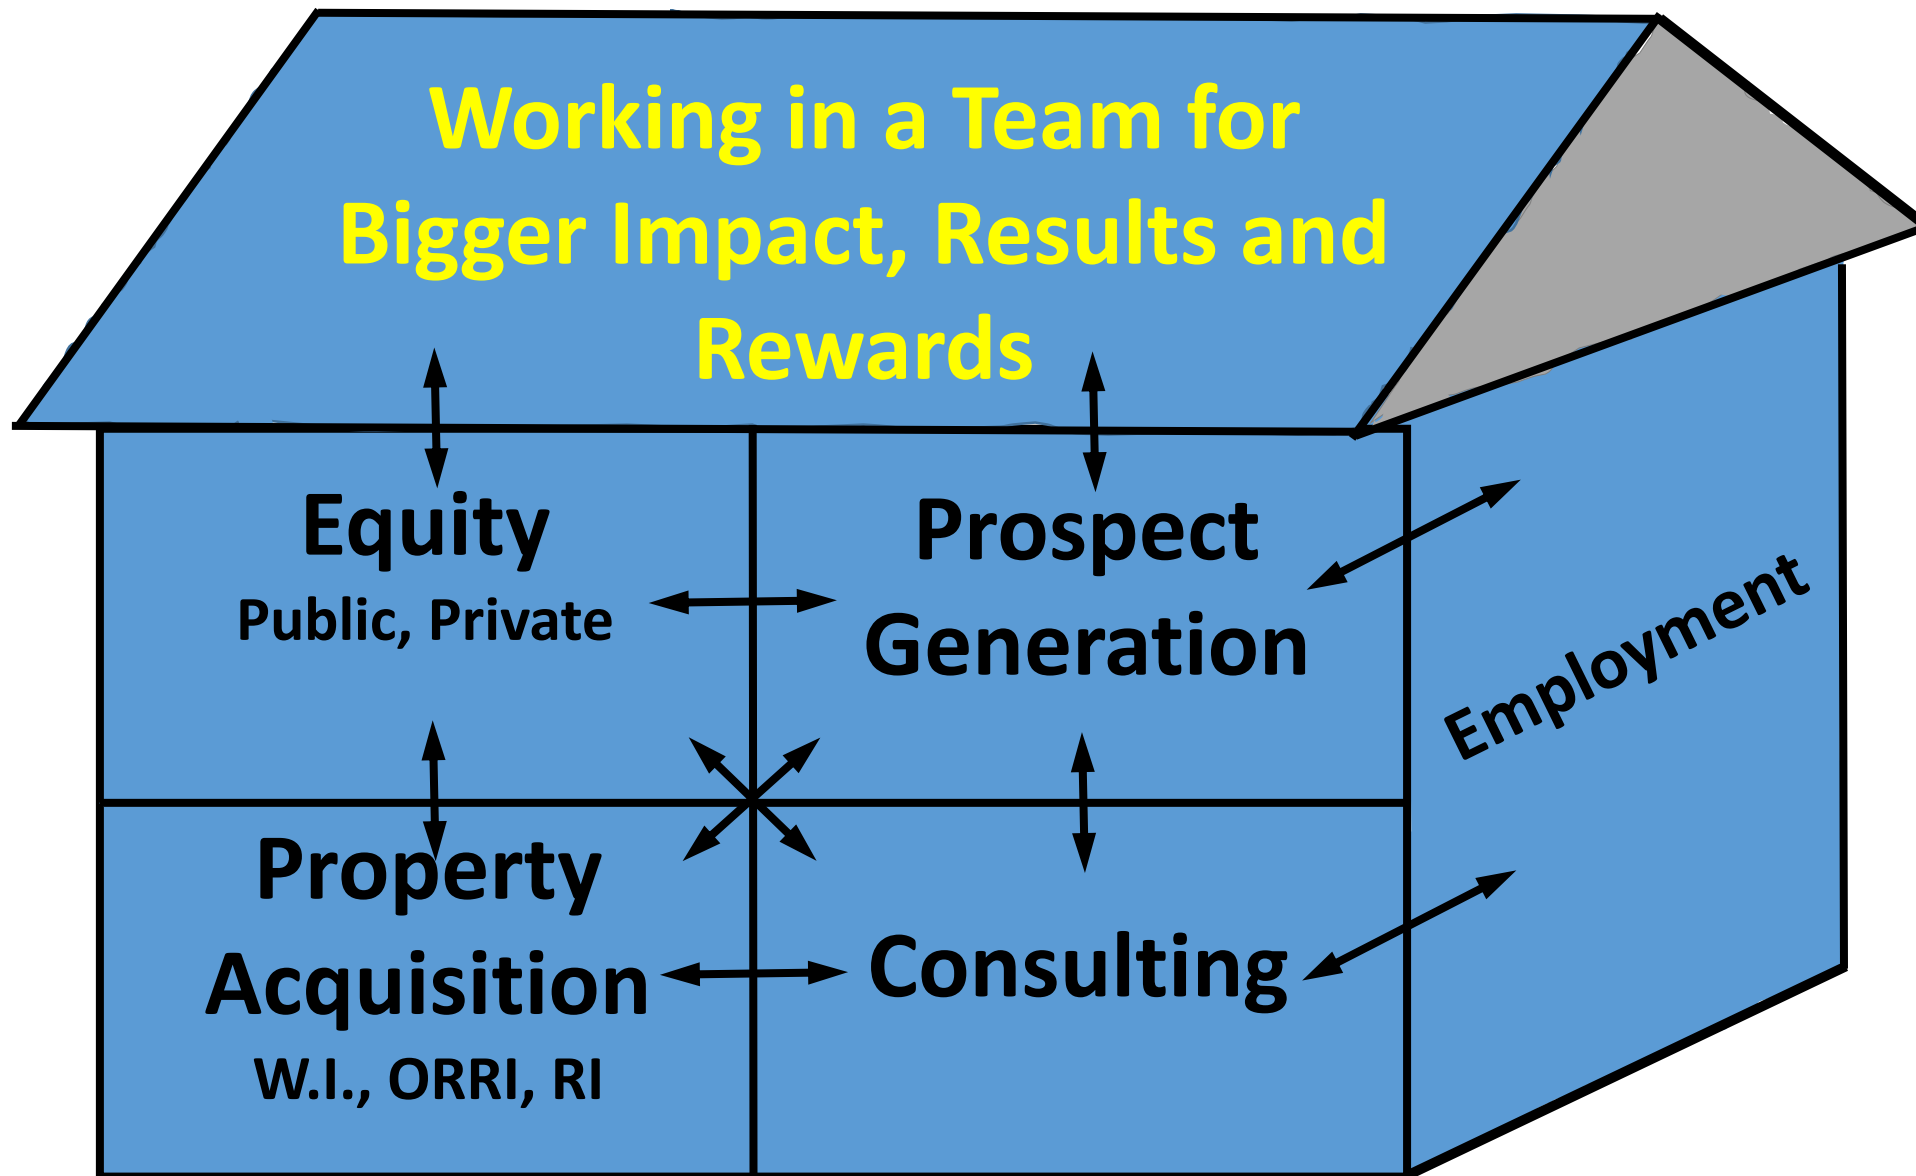 Working in a Team for
Bigger Impact, Results and
Rewards
Equity
Public, Private
Prospect
Generation
Employment
Property
Acquisition
W.I., ORRI, RI
Consulting